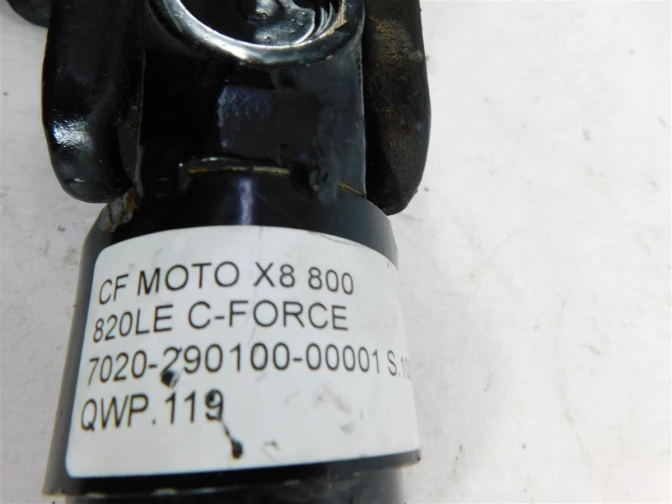 CF MOTO X8 800
820LE C-FORCE
7020-290100-00001
QWP.119